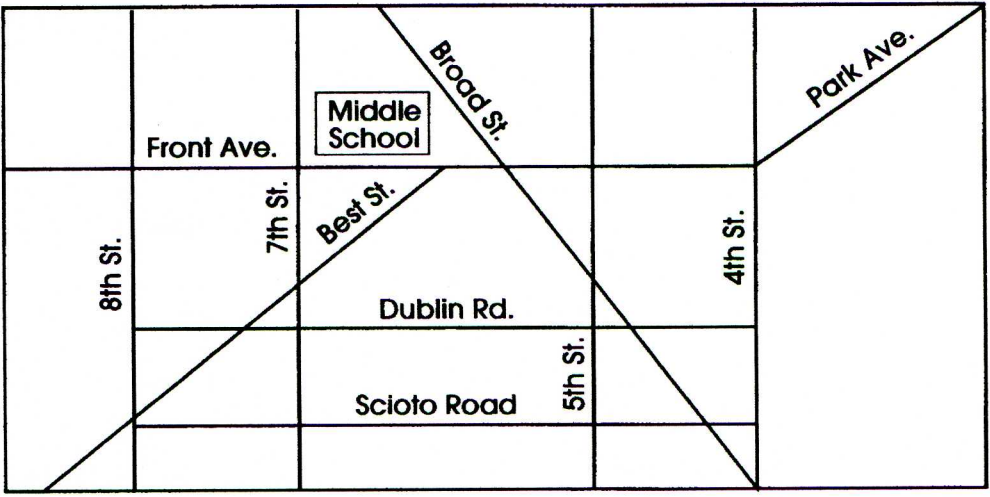 Broad St.
Park Ave.
Middle
School
Front Ave.
7th St.
Best St.
8th St.
4th St.
Dublin Rd.
5th St.
Scioto Road